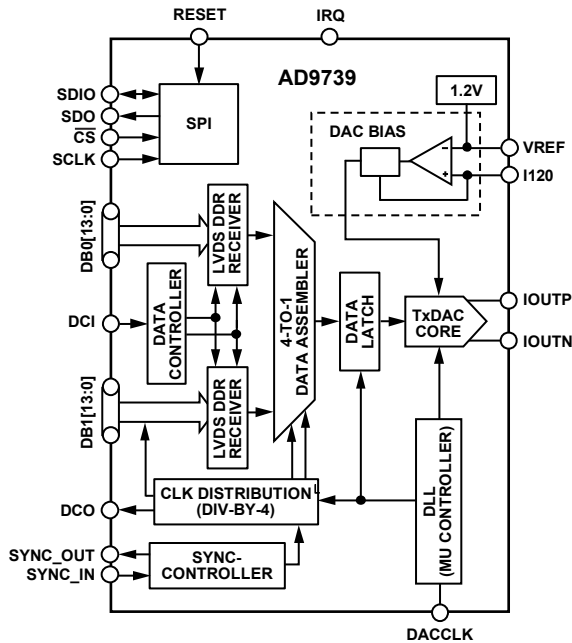 RESET
IRQ
AD9739
SDIO
SDO
CS
SCLK
SPI
1.2V
DAC BIAS
–
+
VREF
I120
DB0[13:0]
LVDS DDR
RECEIVER
DCI
DATA
CONTROLLER
4-TO-1
DATA ASSEMBLER
DATA
LATCH
TxDAC
CORE
IOUTP
IOUTN
DB1[13:0]
LVDS DDR
RECEIVER
DCO
CLK DISTRIBUTION
(DIV-BY-4)
DLL
(MU CONTROLLER)
SYNC_OUT
SYNC_IN
SYNC-
CONTROLLER
DACCLK